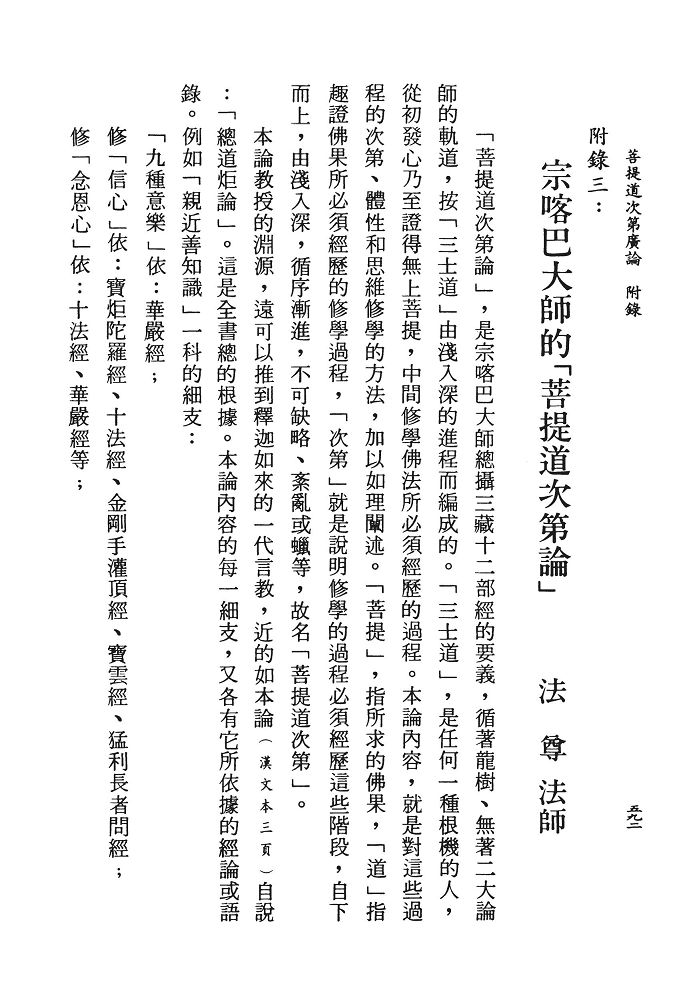 菩提道次第廣論　附錄
五九二
附錄三：
宗喀巴大師的「菩提道次第論」　　法尊法師
「菩提道次第論」，是宗喀巴大師總攝三藏十二部經的要義，循著龍樹、無著二大論
師的軌道，按「三士道」由淺入深的進程而編成的。「三士道」，是任何一種根機的人，
從初發心乃至證得無上菩提，中間修學佛法所必須經歷的過程。本論內容，就是對這些過
程的次第、體性和思維修學的方法，加以如理闡述。「菩提」，指所求的佛果，「道」指
趣證佛果所必須經歷的修學過程，「次第」就是說明修學的過程必須經歷這些階段，自下
而上，由淺入深，循序漸進，不可缺略、紊亂或躐等，故名「菩提道次第」。
本論教授的淵源，遠可以推到釋迦如來的一代言教，近的如本論（漢文本三頁）自說
：「總道炬論」。這是全書總的根據。本論內容的每一細支，又各有它所依據的經論或語
錄。例如「親近善知識」一科的細支：
「九種意樂」依：華嚴經；
修「信心」依：寶炬陀羅經、十法經、金剛手灌頂經、寶雲經、猛利長者問經；
修「念恩心」依：十法經、華嚴經等；